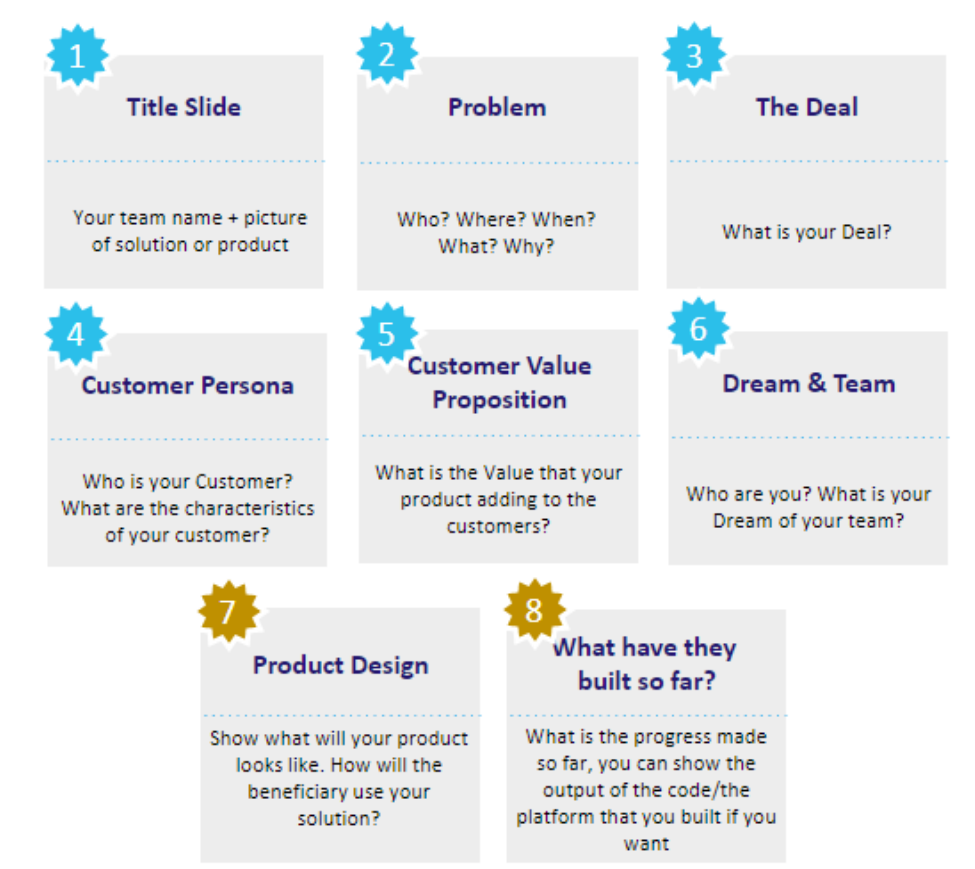 1
Title Slide
Your team name + picture
of solution or product
2
Problem
Who? Where? When?
What? Why?
3
The Deal
What is your Deal?
4
Customer Persona
Who is your Customer?
What are the characteristics
of your customer?
5
Customer Value
Proposition
What is the Value that your
product adding to the
customers?
6
Dream & Team
Who are you? What is your
Dream of your team?
7
Product Design
Show what will your product
looks like. How will the
beneficiary use your
solution?
8
What have they
built so far?
What is the progress made
so far, you can show the
output of the code/the
platform that you built if you
want